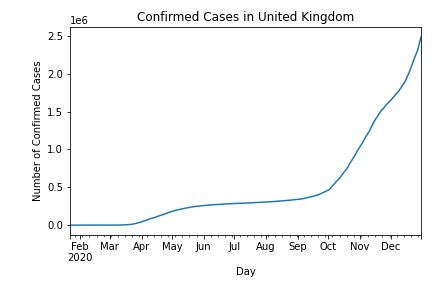 Confirmed Cases in United Kingdom
1e6
2.5
2.0
1.5
1.0
0.5
0.0
Number of Confirmed Cases
Feb Mar Apr May Jun Jul Aug Sep Oct Nov Dec
2020
Day